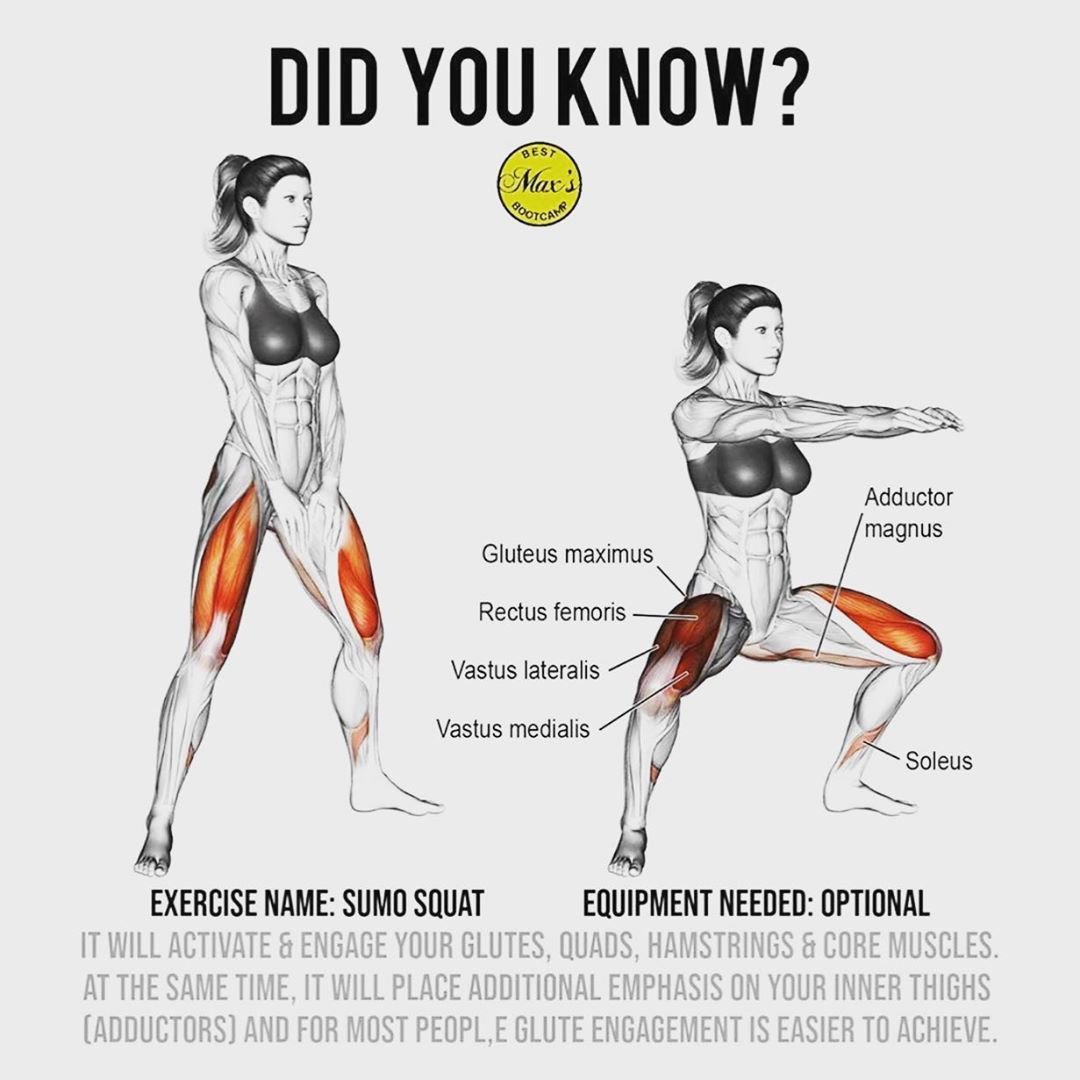 DID YOU KNOW?
BEST
Max's
BOOTCAMP
Adductor
magnus
Gluteus maximus
Rectus femoris
Vastus lateralis
Vastus medialis
Soleus
EXERCISE NAME: SUMO SQUAT
EQUIPMENT NEEDED: OPTIONAL
IT WILL ACTIVATE & ENGAGE YOUR GLUTES, QUADS, HAMSTRINGS & CORE MUSCLES.
AT THE SAME TIME, IT WILL PLACE ADDITIONAL EMPHASIS ON YOUR INNER THIGHS
(ADDUCTORS) AND FOR MOST PEOPL,E GLUTE ENGAGEMENT IS EASIER TO ACHIEVE.